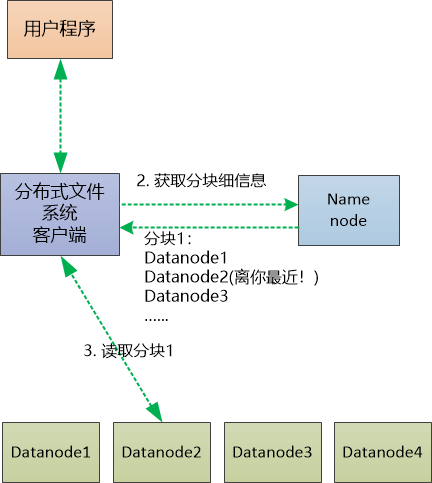 用户程序
分布式文件
系统
客户端
2. 获取分块细信息
Name
node
分块1：
Datanode1
Datanode2(离你最近！)
Datanode3
......
3. 读取分块1
Datanode1
Datanode2
Datanode3
Datanode4